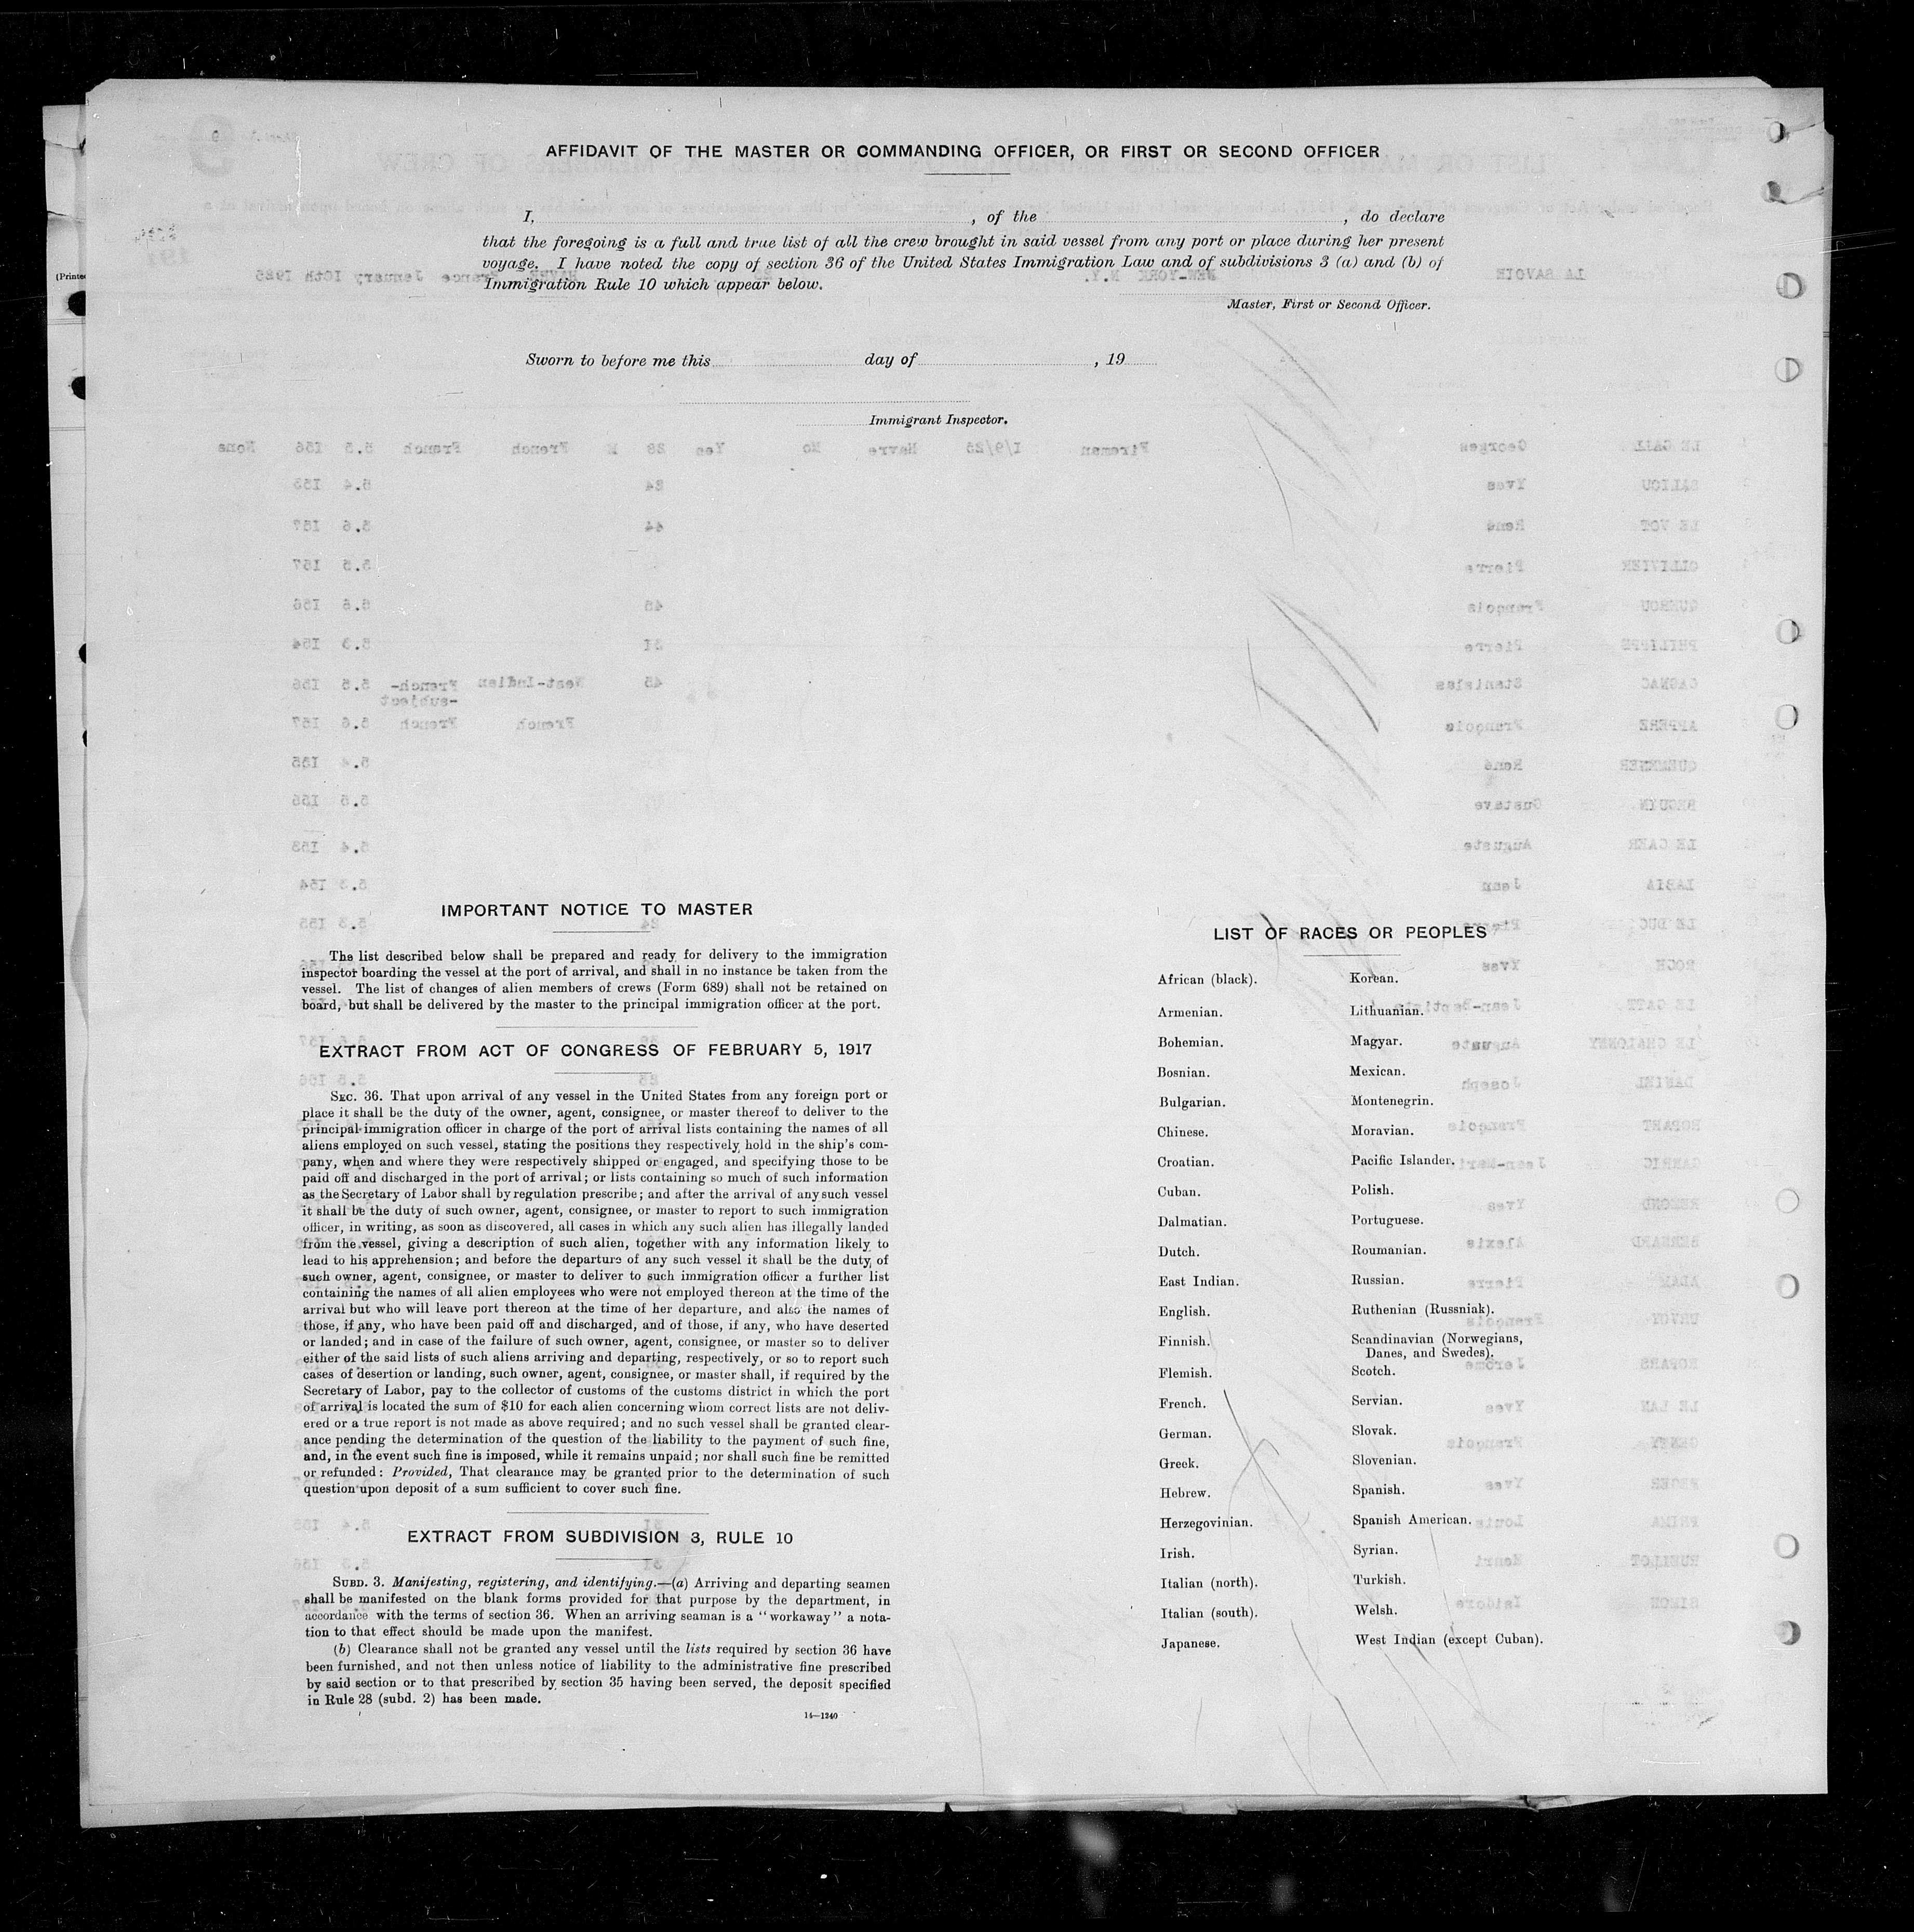 AFFIDAVIT OF THE MASTER OR COMMANDING OFFICER, OR FIRST OR SECOND OFFICER
I, , of the , do declare
that the foregoing is a full and true list of all the crew brought in said vessel from any port or place during her present
voyage. I have noted the copy of section 36 of the United States Immigration Law and of subdivisions 3 (a) and (b) of
Immigration Rule 10 which appear below.
Master, First or Second Officer.
Sworn to before me this day of , 19
Immigrant Inspector.
IMPORTANT NOTICE TO MASTER
The list described below shall be prepared and ready for delivery to the immigration
inspector boarding the vessel at the port of arrival, and shall in no instance be taken from the
vessel. The list of changes of alien members of crews (Form 689) shall not be retained on
board, but shall be delivered by the master to the principal immigration officer at the port.
EXTRACT FROM ACT OF CONGRESS OF FEBRUARY 5, 1917
SEC. 36. That upon arrival of any vessel in the United States from any foreign port or
place it shall be the duty of the owner, agent, consignee, or master thereof to deliver to the
principal immigration officer in charge of the port of arrival lists containing the names of all
aliens employed on such vessel, stating the positions they respectively hold in the ship's com-
pany, when and where they were respectively shipped or engaged, and specifying those to be
paid off and discharged in the port of arrival; or lists containing so much of such information
as the Secretary of Labor shall by regulation prescribe; and after the arrival of any such vessel
it shall be the duty of such owner, agent, consignee, or master to report to such immigration
officer, in writing, as soon as discovered, all cases in which any such alien has illegally landed
from the vessel, giving a description of such alien, together with any information likely to
lead to his apprehension; and before the departure of any such vessel it shall be the duty of
such owner, agent, consignee, or master to deliver to such immigration officer a further list
containing the names of all alien employees who were not employed thereon at the time of the
arrival but who will leave port thereon at the time of her departure, and also the names of
those, if any, who have been paid off and discharged, and of those, if any, who have deserted
or landed; and in case of the failure of such owner, agent, consignee, or master so to deliver
either of the said lists of such aliens arriving and departing, respectively, or so to report such
cases of desertion or landing, such owner, agent, consignee, or master shall, if required by the
Secretary of Labor, pay to the collector of customs of the customs district in which the port
of arrival is located the sum of $10 for each alien concerning whom correct lists are not deliv-
ered or a true report is not made as above required; and no such vessel shall be granted clear-
ance pending the determination of the question of the liability to the payment of such fine,
and, in the event such fine is imposed, while it remains unpaid; nor shall such fine be remitted
or refunded: Provided, That clearance may be granted prior to the determination of such
question upon deposit of a sum sufficient to cover such fine.
EXTRACT FROM SUBDIVISION 3, RULE 10
SUBD. 3. Manifesting, registering, and identifying.—(a) Arriving and departing seamen
shall be manifested on the blank forms provided for that purpose by the department, in
accordance with the terms of section 36. When an arriving seaman is a "workaway" a nota-
tion to that effect should be made upon the manifest.
(b) Clearance shall not be granted any vessel until the lists required by section 36 have
been furnished, and not then unless notice of liability to the administrative fine prescribed
by said section or to that prescribed by section 35 having been served, the deposit specified
in Rule 28 (subd. 2) has been made.
14—1240
LIST OF RACES OR PEOPLES
African (black).
Armenian.
Bohemian.
Bosnian.
Bulgarian.
Chinese.
Croatian.
Cuban.
Dalmatian.
Dutch.
East Indian.
English.
Finnish.
Flemish.
French.
German.
Greek.
Hebrew.
Herzegovinian.
Irish.
Italian (north).
Italian (south).
Japanese.
Korean.
Lithuanian.
Magyar.
Mexican.
Montenegrin.
Moravian.
Pacific Islander.
Polish.
Portuguese.
Roumanian.
Russian.
Ruthenian (Russniak).
Scandinavian (Norwegians,
Danes, and Swedes).
Scotch.
Servian.
Slovak.
Slovenian.
Spanish.
Spanish American.
Syrian.
Turkish.
Welsh.
West Indian (except Cuban).